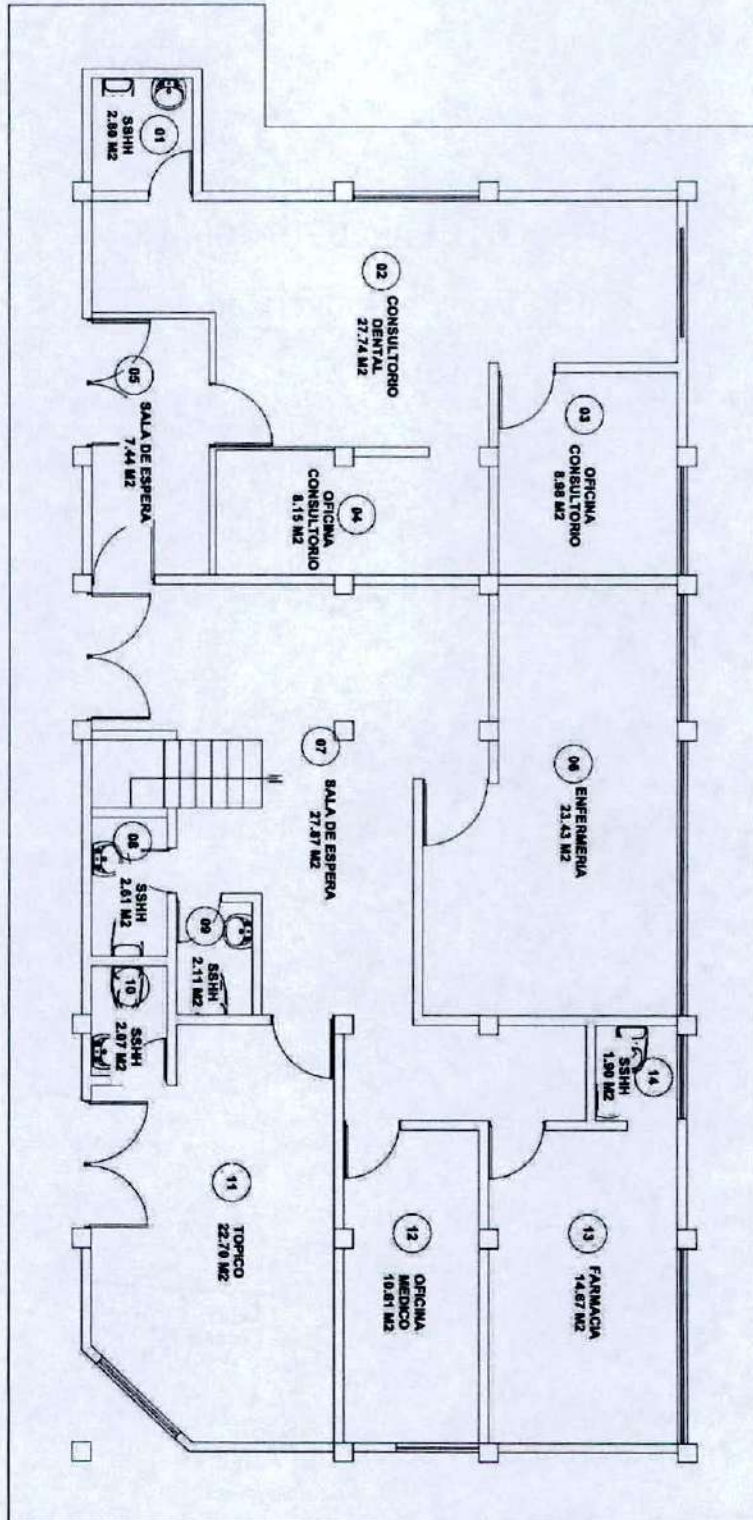 01
SSHH
2.80 M2
02
CONSULTORIO
DENTAL
27.74 M2
03
OFICINA
CONSULTORIO
8.98 M2
04
OFICINA
CONSULTORIO
8.15 M2
05
SALA DE ESPERA
7.44 M2
06
ENFERMERIA
23.43 M2
07
SALA DE ESPERA
27.87 M2
08
SSHH
2.61 M2
09
SSHH
2.11 M2
10
SSHH
2.07 M2
11
TOPICO
22.70 M2
12
OFICINA
MEDICO
10.61 M2
13
FARMACIA
14.67 M2
14
SSHH
1.90 M2